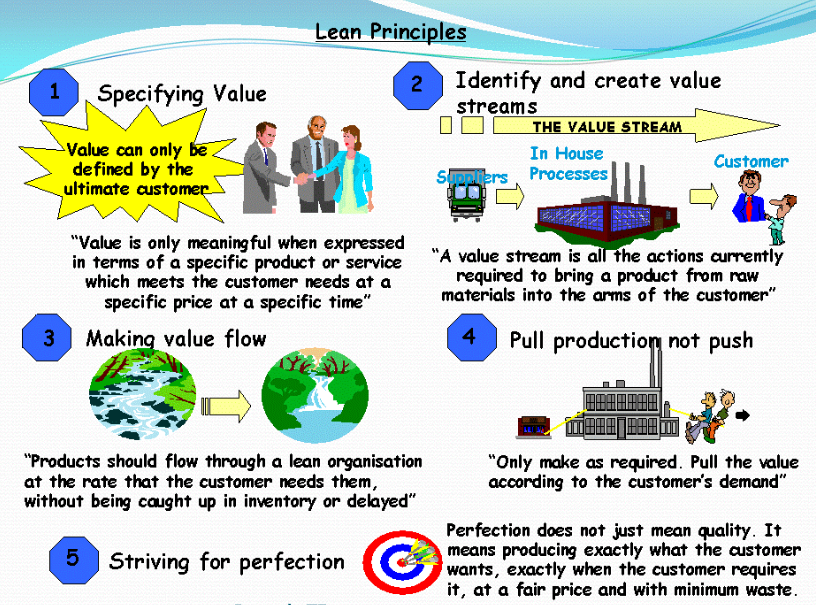 Lean Principles
1
Specifying Value
Value can only be
defined by the
ultimate customer
"Value is only meaningful when expressed
in terms of a specific product or service
which meets the customer needs at a
specific price at a specific time"
2
Identify and create value
streams
THE VALUE STREAM
Suppliers
In House
Processes
Customer
"A value stream is all the actions currently
required to bring a product from raw
materials into the arms of the customer"
3
Making value flow
"Products should flow through a lean organisation
at the rate that the customer needs them,
without being caught up in inventory or delayed"
4
Pull production not push
"Only make as required. Pull the value
according to the customer's demand"
5
Striving for perfection
Perfection does not just mean quality. It
means producing exactly what the customer
wants, exactly when the customer requires
it, at a fair price and with minimum waste.